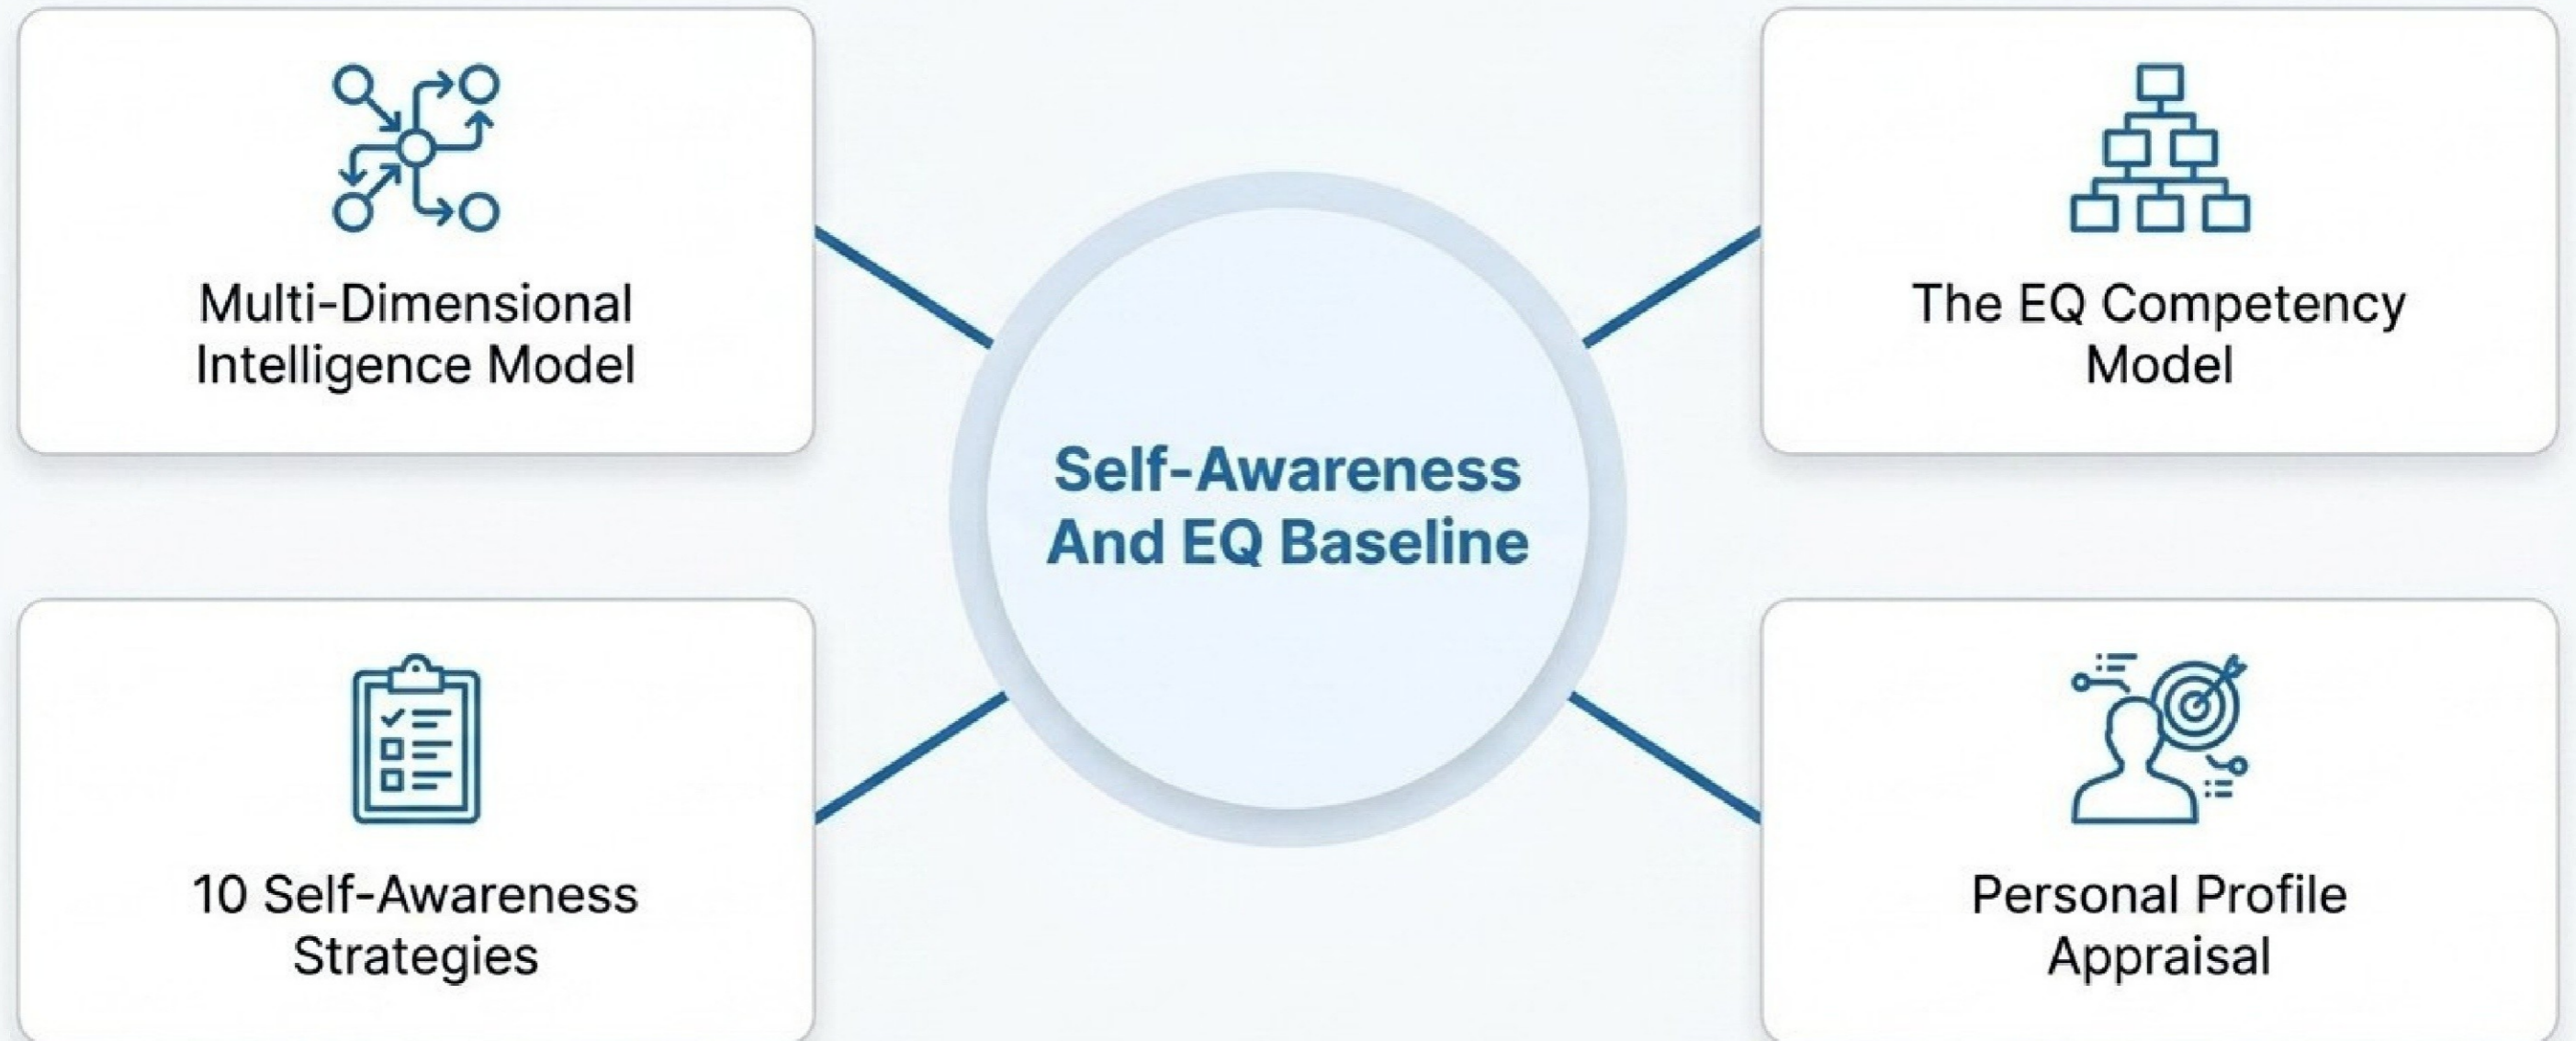 Multi-Dimensional
Intelligence Model
The EQ Competency
Model
Self-Awareness
And EQ Baseline
10 Self-Awareness
Strategies
Personal Profile
Appraisal